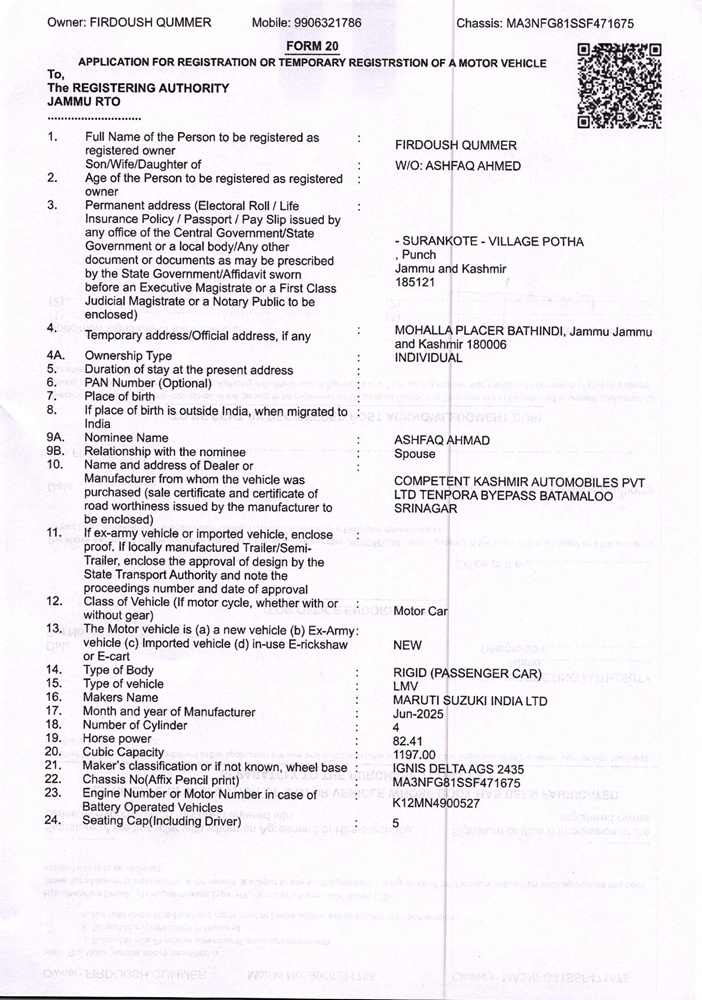 Owner: FIRDOUSH QUMMER Mobile: 9906321786 Chassis: MA3NFG81SSF471675
FORM 20
APPLICATION FOR REGISTRATION OR TEMPORARY REGISTRSTION OF A MOTOR VEHICLE
To,
The REGISTERING AUTHORITY
JAMMU RTO
............................
1. Full Name of the Person to be registered as :
registered owner FIRDOUSH QUMMER
Son/Wife/Daughter of : W/O: ASHFAQ AHMED
2. Age of the Person to be registered as registered :
owner
3. Permanent address (Electoral Roll / Life :
Insurance Policy / Passport / Pay Slip issued by
any office of the Central Government/State
Government or a local body/Any other - SURANKOTE - VILLAGE POTHA
document or documents as may be prescribed , Punch
by the State Government/Affidavit sworn Jammu and Kashmir
before an Executive Magistrate or a First Class 185121
Judicial Magistrate or a Notary Public to be
enclosed)
4. Temporary address/Official address, if any : MOHALLA PLACER BATHINDI, Jammu Jammu
and Kashmir 180006
4A. Ownership Type : INDIVIDUAL
5. Duration of stay at the present address :
6. PAN Number (Optional) :
7. Place of birth :
8. If place of birth is outside India, when migrated to :
India
9A. Nominee Name : ASHFAQ AHMAD
9B. Relationship with the nominee : Spouse
10. Name and address of Dealer or :
Manufacturer from whom the vehicle was COMPETENT KASHMIR AUTOMOBILES PVT
purchased (sale certificate and certificate of LTD TENPORA BYEPASS BATAMALOO
road worthiness issued by the manufacturer to SRINAGAR
be enclosed)
11. If ex-army vehicle or imported vehicle, enclose :
proof. If locally manufactured Trailer/Semi-
Trailer, enclose the approval of design by the
State Transport Authority and note the
proceedings number and date of approval
12. Class of Vehicle (If motor cycle, whether with or :
without gear) Motor Car
13. The Motor vehicle is (a) a new vehicle (b) Ex-Army:
vehicle (c) Imported vehicle (d) in-use E-rickshaw NEW
or E-cart
14. Type of Body : RIGID (PASSENGER CAR)
15. Type of vehicle : LMV
16. Makers Name : MARUTI SUZUKI INDIA LTD
17. Month and year of Manufacturer : Jun-2025
18. Number of Cylinder : 4
19. Horse power : 82.41
20. Cubic Capacity : 1197.00
21. Maker's classification or if not known, wheel base : IGNIS DELTA AGS 2435
22. Chassis No(Affix Pencil print) : MA3NFG81SSF471675
23. Engine Number or Motor Number in case of :
Battery Operated Vehicles K12MN4900527
24. Seating Cap(Including Driver) : 5